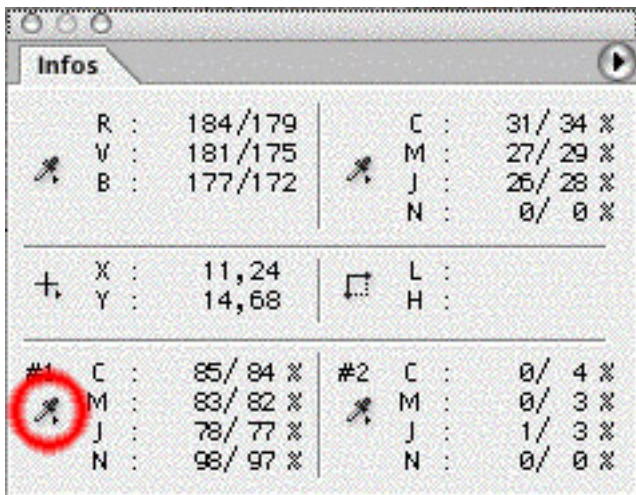 Infos
R : 184/179
V : 181/175
B : 177/172
C : 31/ 34 %
M : 27/ 29 %
J : 26/ 28 %
N : 0/ 0 %
X : 11,24
Y : 14,68
L :
H :
#1 C : 85/ 84 %
M : 83/ 82 %
J : 78/ 77 %
N : 98/ 97 %
#2 C : 0/ 4 %
M : 0/ 3 %
J : 1/ 3 %
N : 0/ 0 %